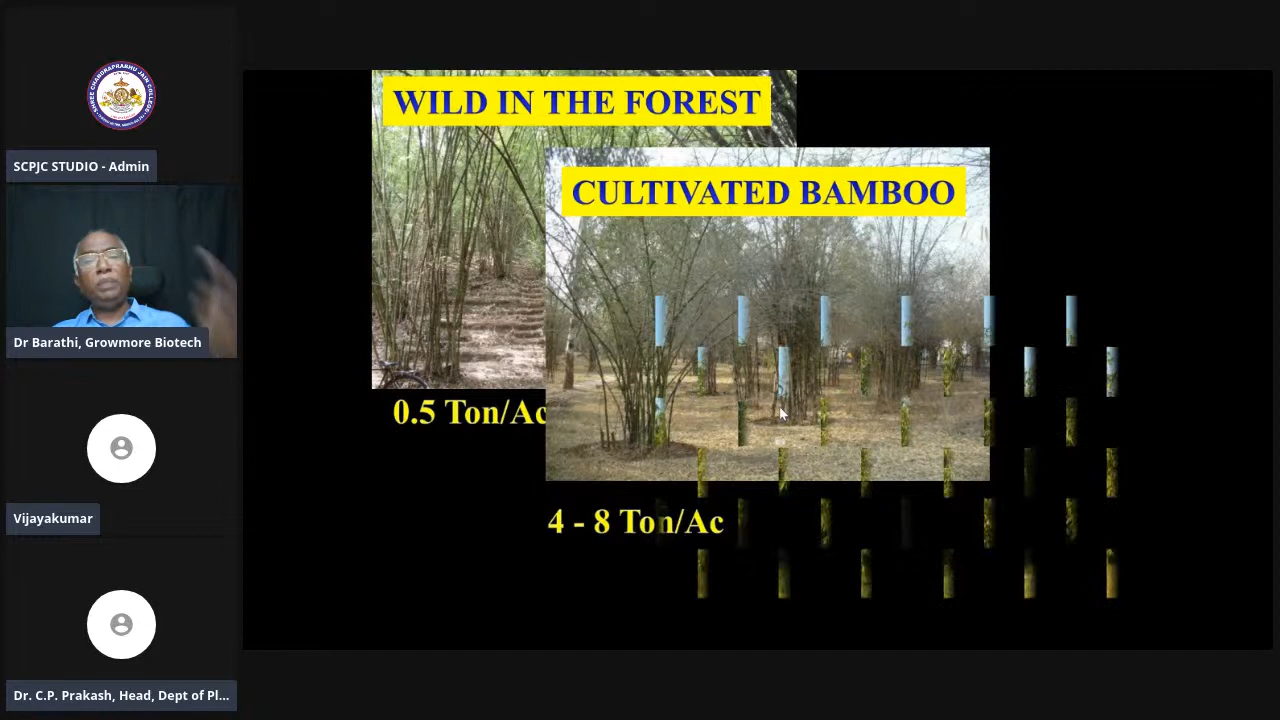 SCPJC STUDIO - Admin
Dr Barathi, Growmore Biotech
Vijayakumar
Dr. C.P. Prakash, Head, Dept of Pl...
WILD IN THE FOREST
CULTIVATED BAMBOO
0.5 Ton/Ac
4 - 8 Ton/Ac